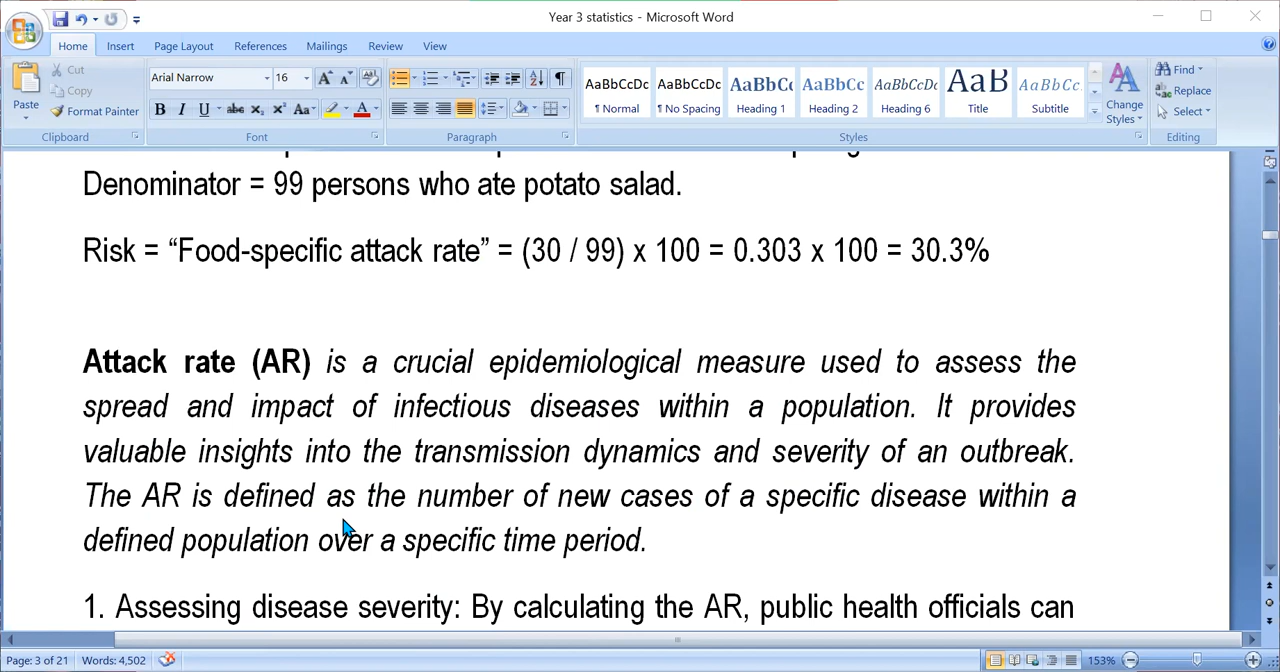 Year 3 statistics - Microsoft Word
Home Insert Page Layout References Mailings Review View
Paste
Cut
Copy
Format Painter
Clipboard
Arial Narrow 16
B I U abc x₂ x² Aa
Font
Paragraph
AaBbCcDc AaBbCcDc AaBbCc AaBbCc AaBbCcDc AaB AaBbCc
¶ Normal ¶ No Spacing Heading 1 Heading 2 Heading 6 Title Subtitle
Change Styles
Styles
Find
Replace
Select
Editing
Denominator = 99 persons who ate potato salad.
Risk = “Food-specific attack rate” = (30 / 99) x 100 = 0.303 x 100 = 30.3%
Attack rate (AR) is a crucial epidemiological measure used to assess the
spread and impact of infectious diseases within a population. It provides
valuable insights into the transmission dynamics and severity of an outbreak.
The AR is defined as the number of new cases of a specific disease within a
defined population over a specific time period.
1. Assessing disease severity: By calculating the AR, public health officials can
Page: 3 of 21 Words: 4,502 153%